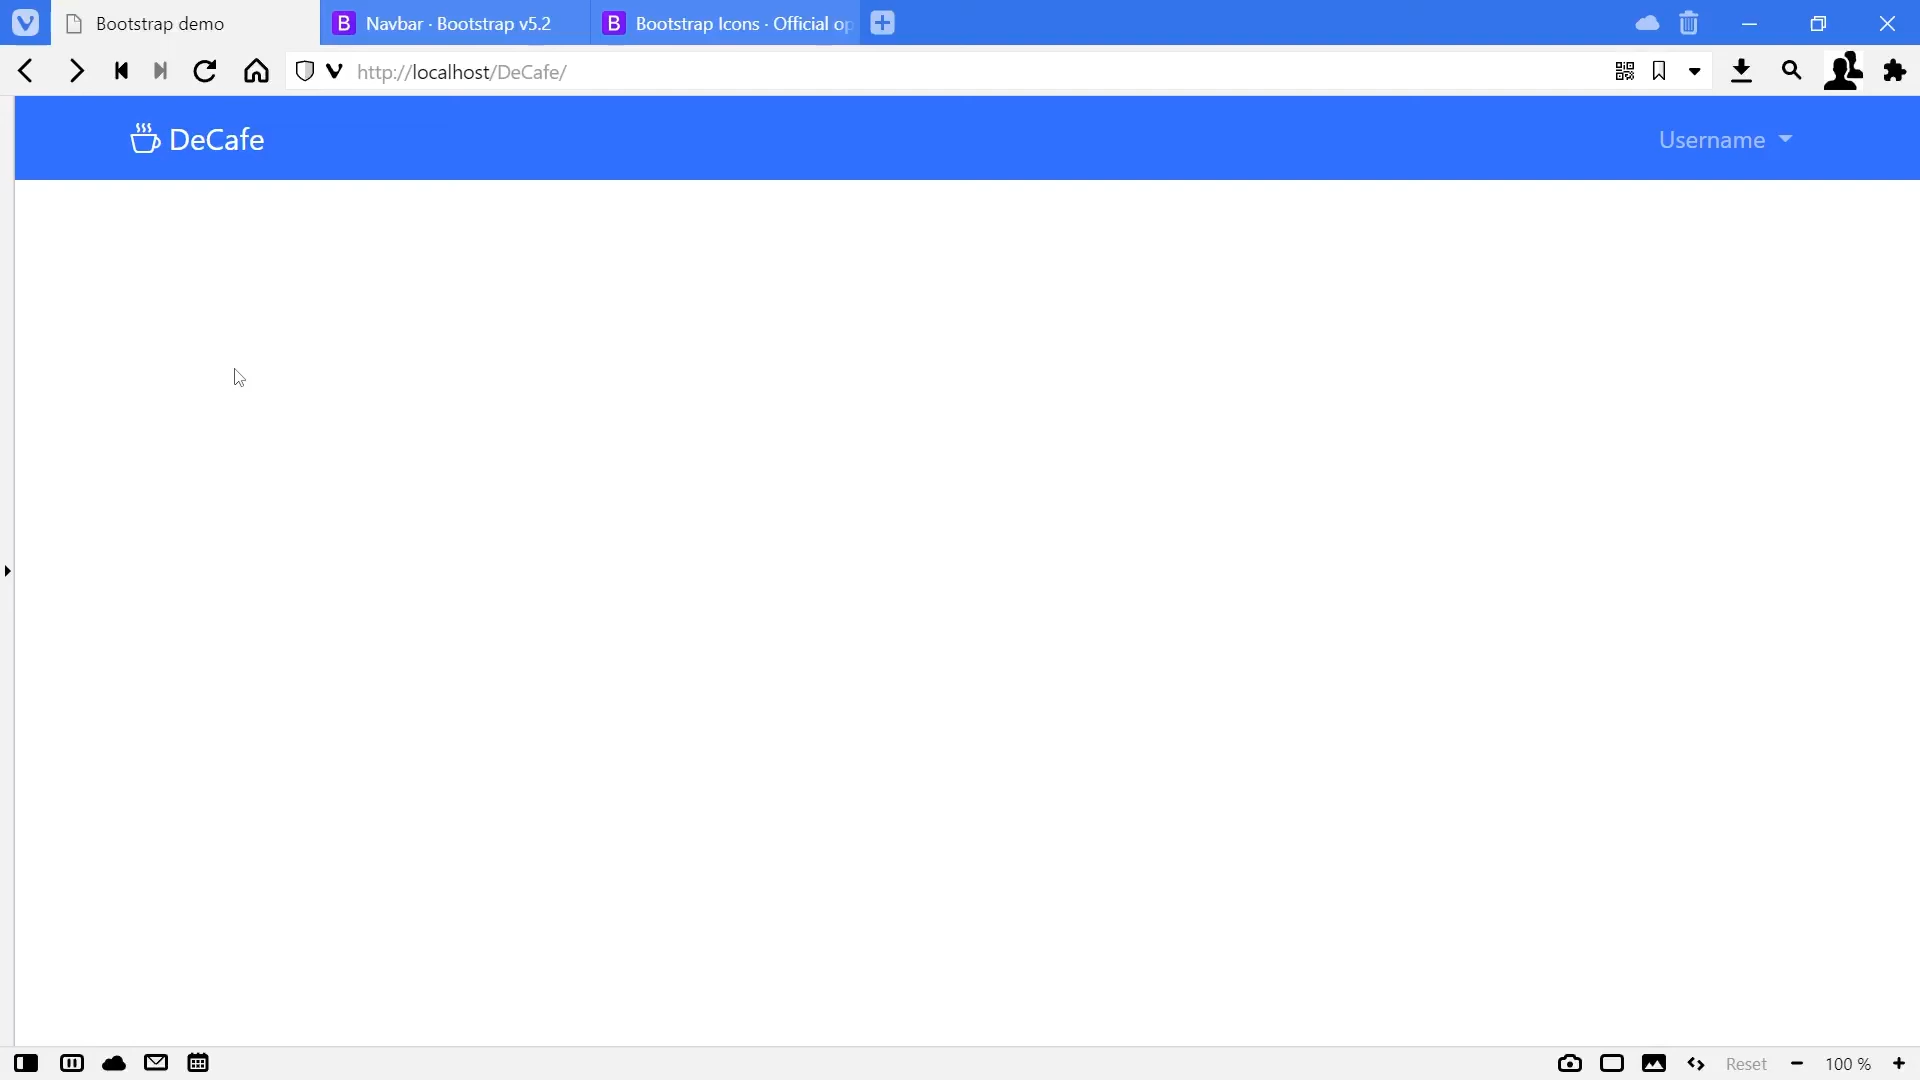 Bootstrap demo
Navbar · Bootstrap v5.2
Bootstrap Icons · Official op
http://localhost/DeCafe/
DeCafe
Username
Reset
100 %